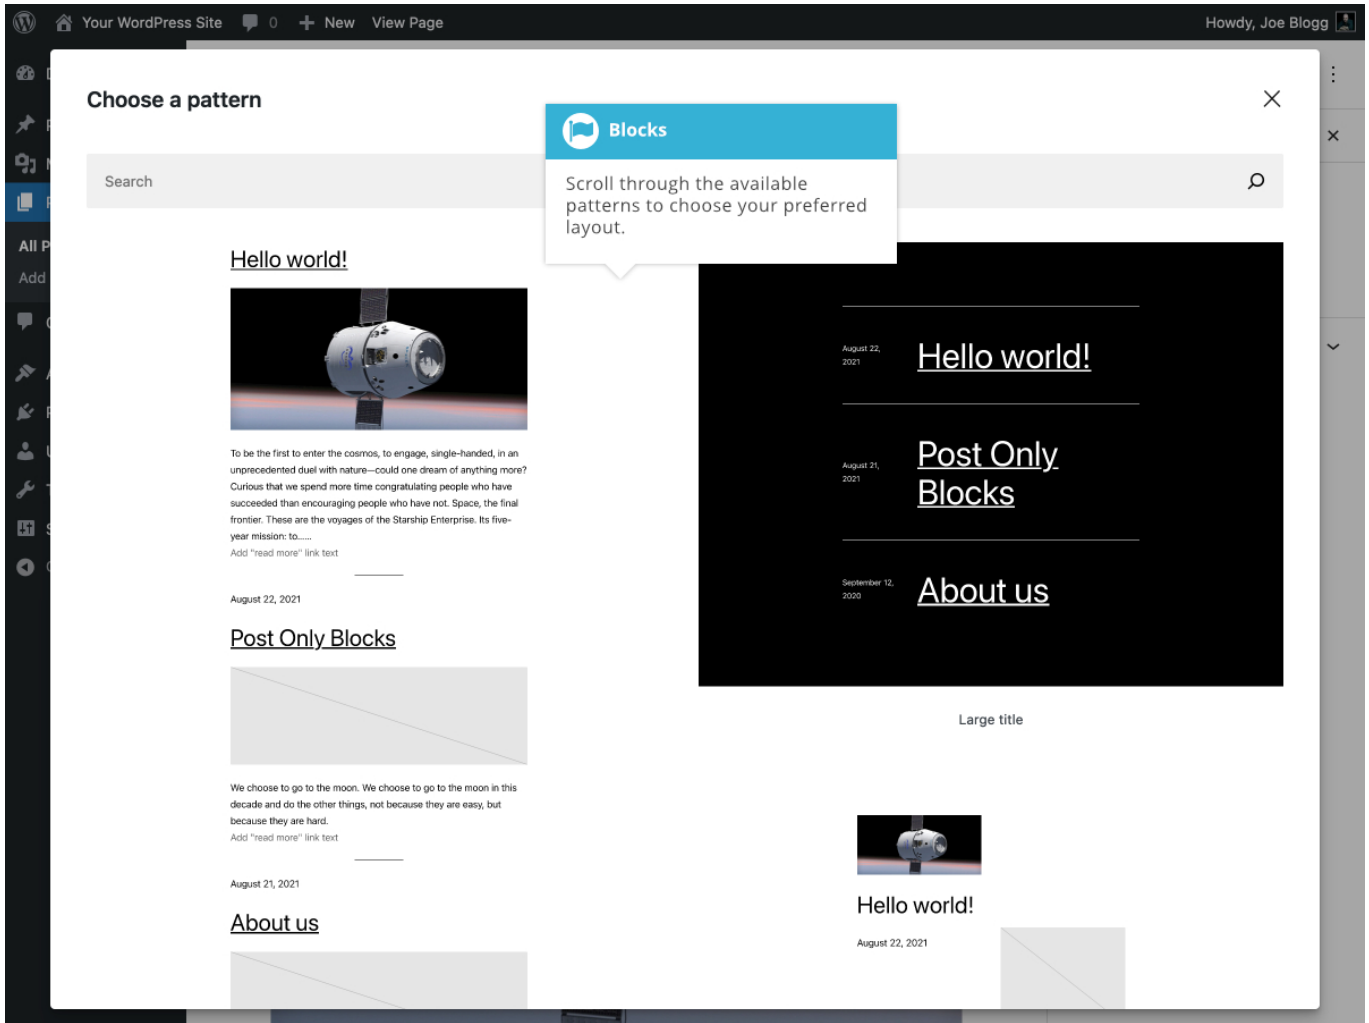 Your WordPress Site
0
New
View Page
Howdy, Joe Blogg
Choose a pattern
Blocks
Scroll through the available
patterns to choose your preferred
layout.
Search
All P
Add
Hello world!
To be the first to enter the cosmos, to engage, single-handed, in an
unprecedented duel with nature—could one dream of anything more?
Curious that we spend more time congratulating people who have
succeeded than encouraging people who have not. Space, the final
frontier. These are the voyages of the Starship Enterprise. Its five-
year mission: to......
Add "read more" link text
August 22, 2021
Post Only Blocks
We choose to go to the moon. We choose to go to the moon in this
decade and do the other things, not because they are easy, but
because they are hard.
Add "read more" link text
August 21, 2021
About us
August 22,
2021
Hello world!
August 21,
2021
Post Only
Blocks
September 12,
2020
About us
Large title
Hello world!
August 22, 2021